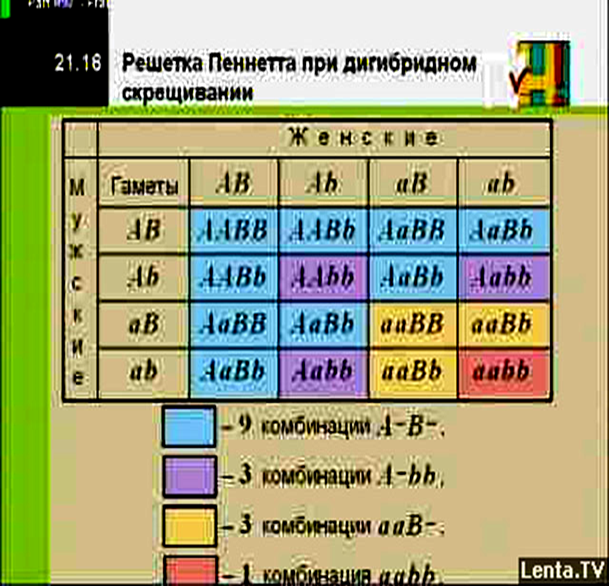 21.16 Решетка Пеннетта при дигибридном
скрещивании
Женские
Мужские
Гаметы AB Ab aB ab
AB AABB AABb AaBB AaBb
Ab AABb AAbb AaBb Aabb
aB AaBB AaBb aaBB aaBb
ab AaBb Aabb aaBb aabb
- 9 комбинации A-B-.
- 3 комбинации A-bb.
- 3 комбинации aaB-.
- 1 комбинация aabb.
Lenta.TV